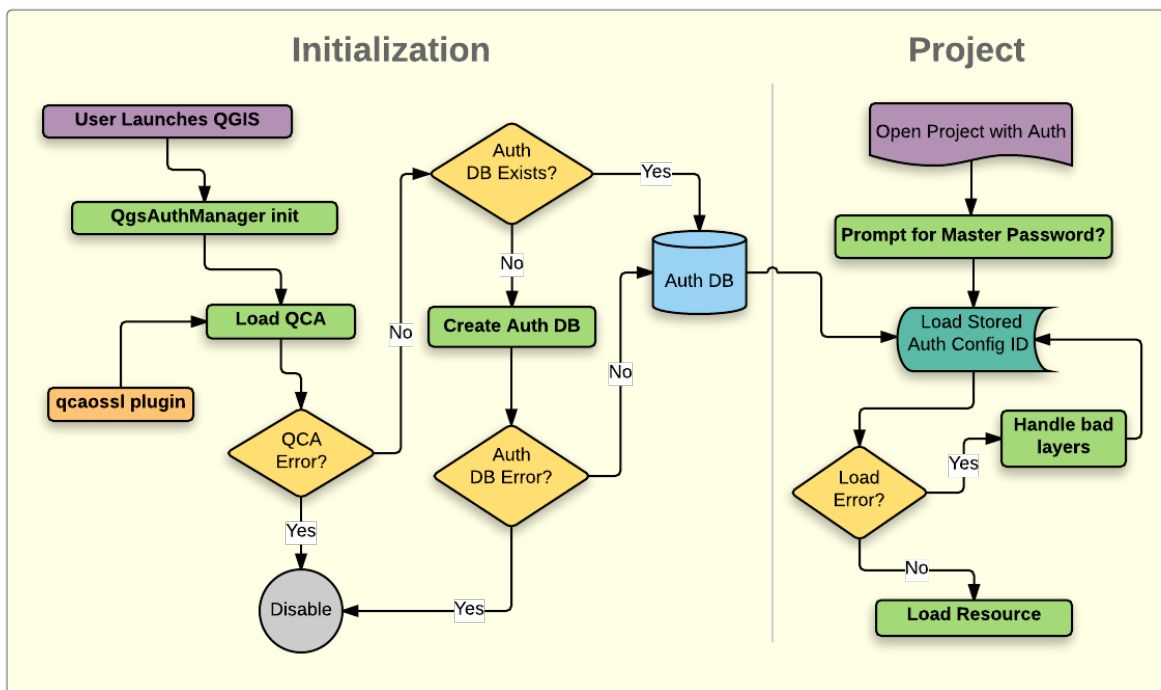 Initialization
User Launches QGIS
QgsAuthManager init
Load QCA
qcaossl plugin
QCA
Error?
Yes
Disable
No
Auth
DB Exists?
Yes
No
Create Auth DB
Auth
DB Error?
No
Yes
Auth DB
Project
Open Project with Auth
Prompt for Master Password?
Load Stored
Auth Config ID
Load
Error?
Yes
Handle bad
layers
No
Load Resource